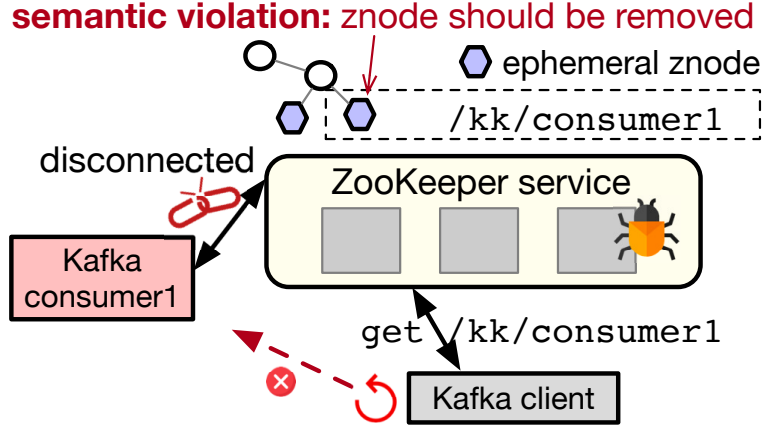 semantic violation: znode should be removed
ephemeral znode
/kk/consumer1
disconnected
ZooKeeper service
Kafka
consumer1
get /kk/consumer1
Kafka client